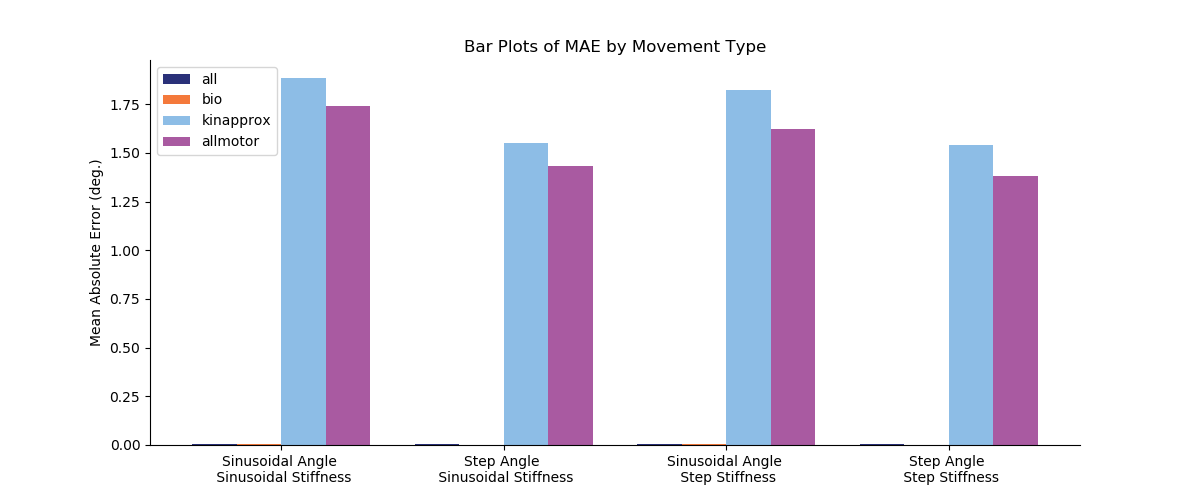 Bar Plots of MAE by Movement Type
all
bio
kinapprox
allmotor
Mean Absolute Error (deg.)
1.75
1.50
1.25
1.00
0.75
0.50
0.25
0.00
Sinusoidal Angle
Sinusoidal Stiffness
Step Angle
Sinusoidal Stiffness
Sinusoidal Angle
Step Stiffness
Step Angle
Step Stiffness